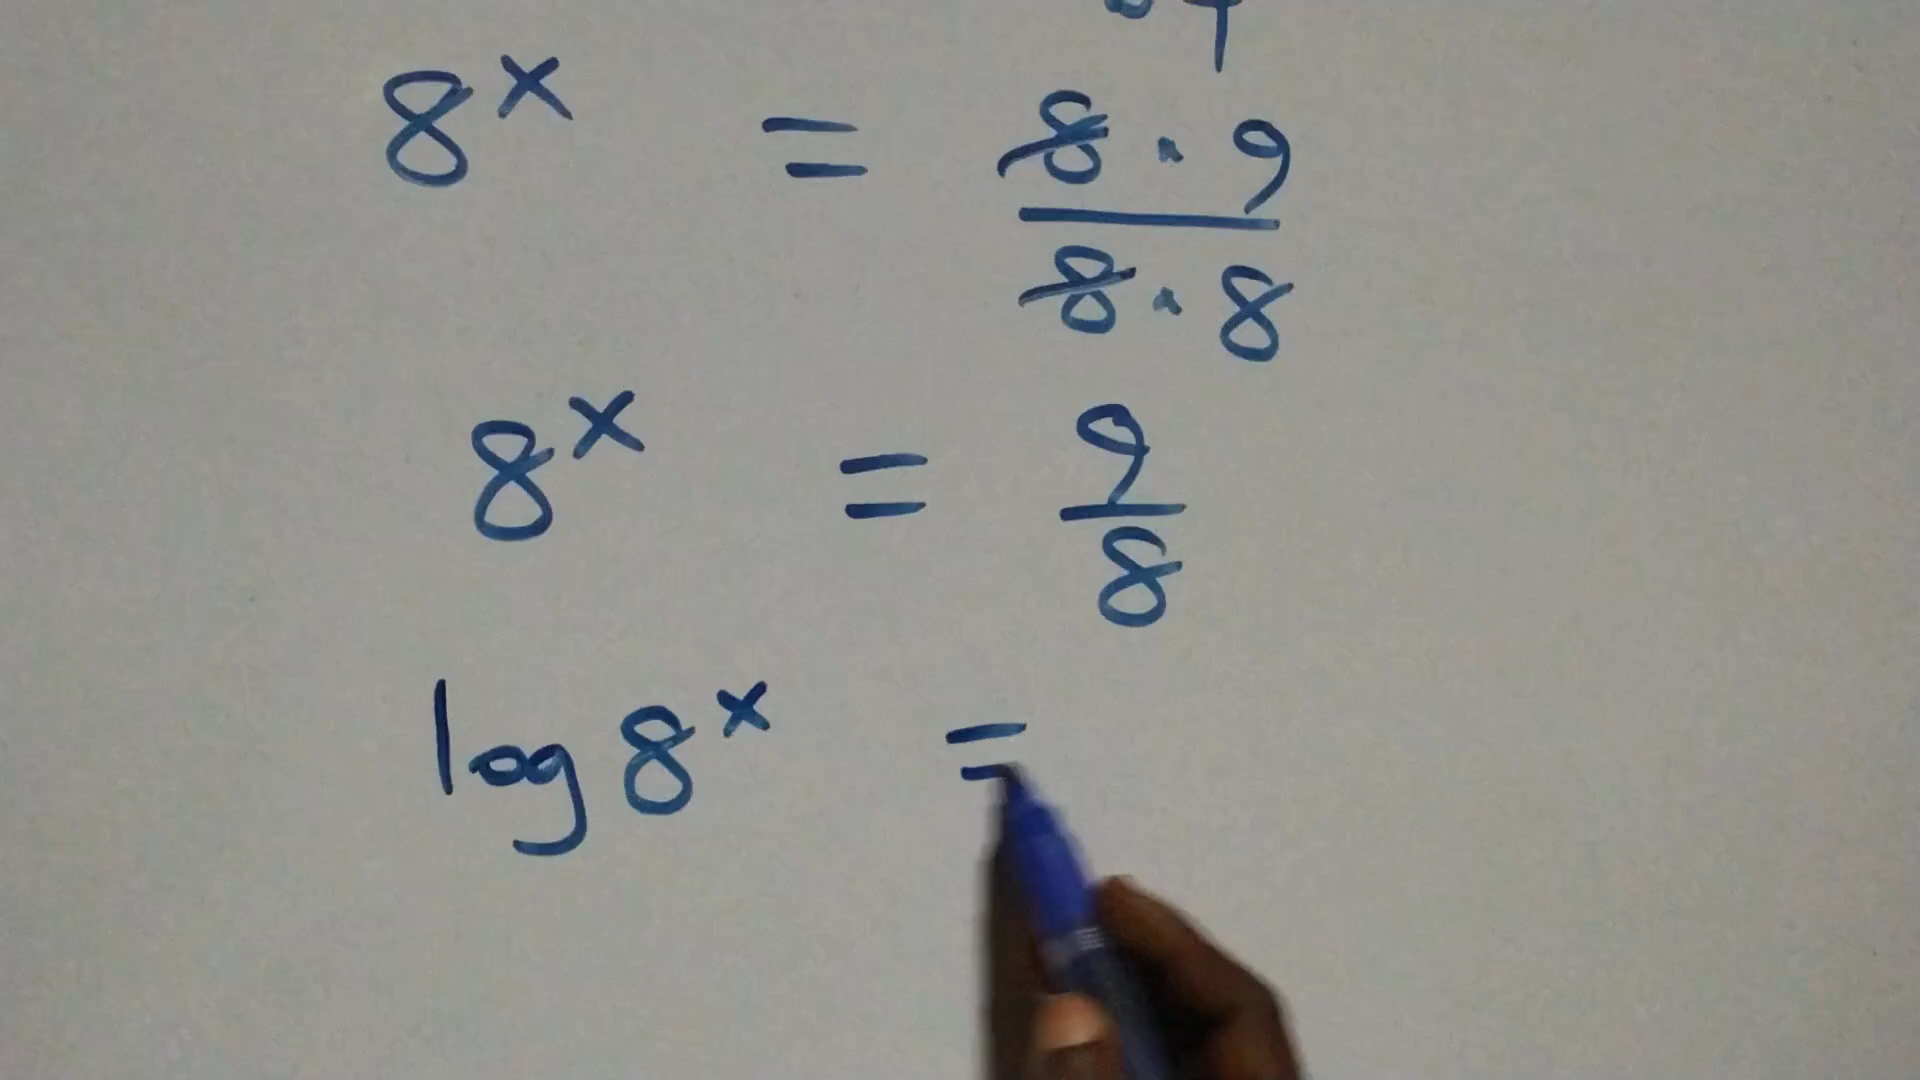 8^x = (8 · 9)/(8 · 8)
8^x = 9/8
log 8^x =